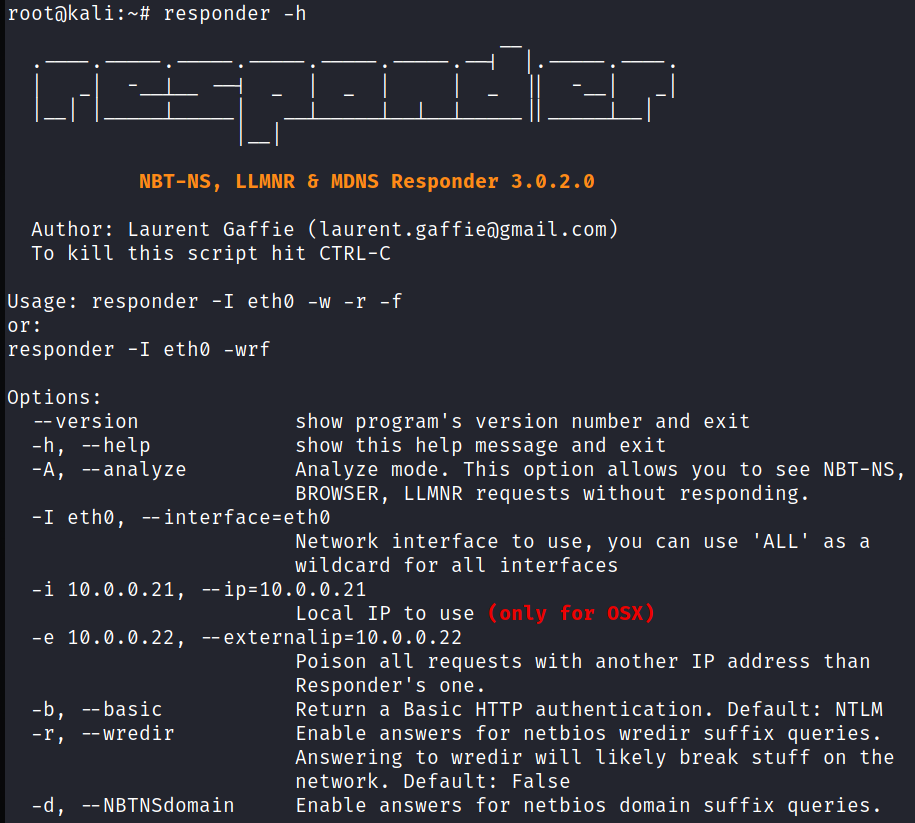 root@kali:~# responder -h
NBT-NS, LLMNR & MDNS Responder 3.0.2.0
Author: Laurent Gaffie (laurent.gaffie@gmail.com)
To kill this script hit CTRL-C
Usage: responder -I eth0 -w -r -f
or:
responder -I eth0 -wrf
Options:
--version show program's version number and exit
-h, --help show this help message and exit
-A, --analyze Analyze mode. This option allows you to see NBT-NS,
BROWSER, LLMNR requests without responding.
-I eth0, --interface=eth0
Network interface to use, you can use 'ALL' as a
wildcard for all interfaces
-i 10.0.0.21, --ip=10.0.0.21
Local IP to use (only for OSX)
-e 10.0.0.22, --externalip=10.0.0.22
Poison all requests with another IP address than
Responder's one.
-b, --basic Return a Basic HTTP authentication. Default: NTLM
-r, --wredir Enable answers for netbios wredir suffix queries.
Answering to wredir will likely break stuff on the
network. Default: False
-d, --NBTNSdomain Enable answers for netbios domain suffix queries.